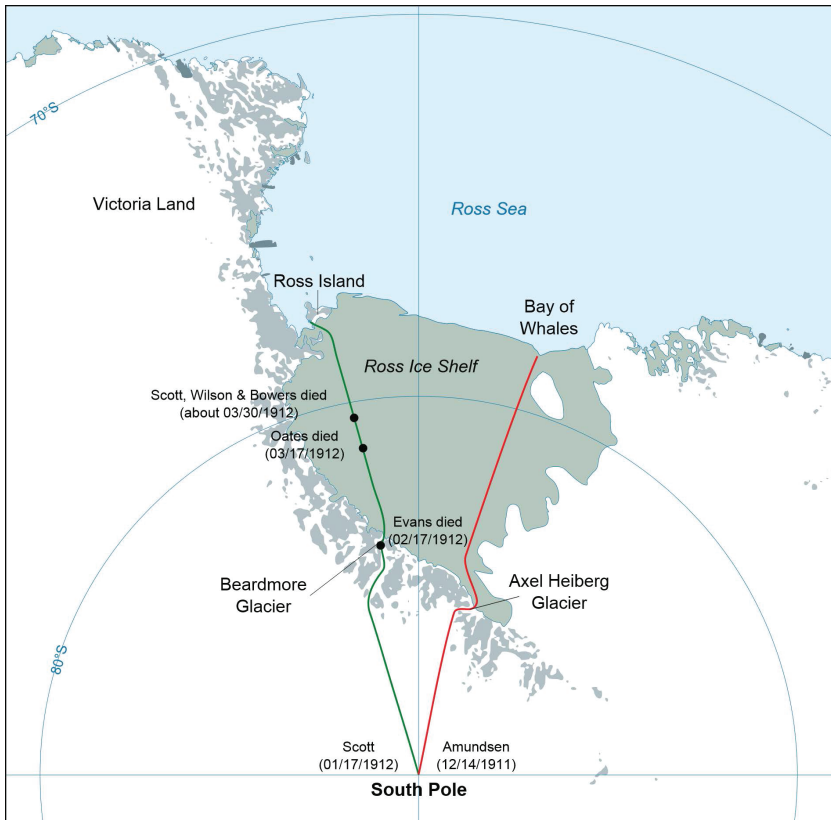 70°S
Victoria Land
Ross Sea
Ross Island
Bay of
Whales
Ross Ice Shelf
Scott, Wilson & Bowers died
(about 03/30/1912)
Oates died
(03/17/1912)
Evans died
(02/17/1912)
Beardmore
Glacier
Axel Heiberg
Glacier
80°S
Scott
(01/17/1912)
Amundsen
(12/14/1911)
South Pole